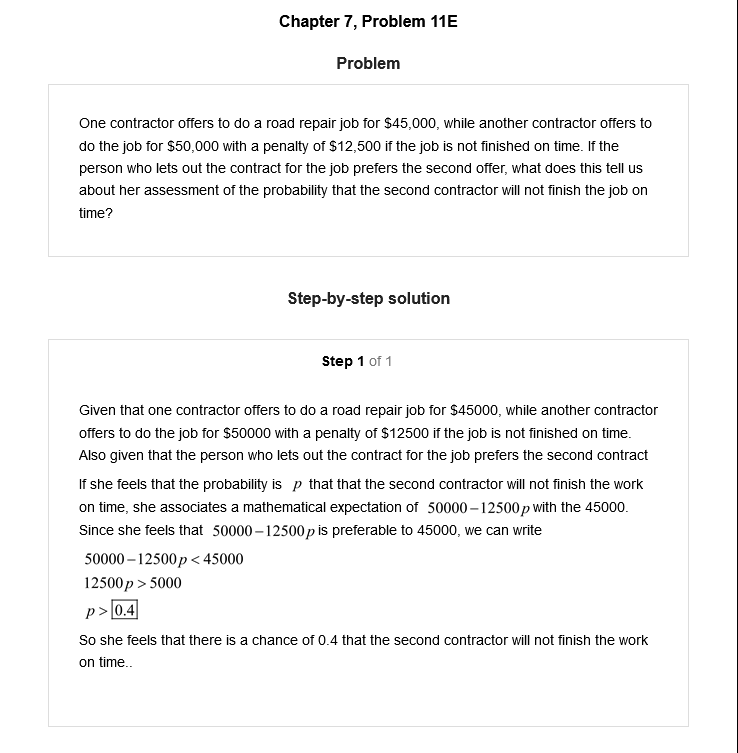 Chapter 7, Problem 11E
Problem
One contractor offers to do a road repair job for $45,000, while another contractor offers to
do the job for $50,000 with a penalty of $12,500 if the job is not finished on time. If the
person who lets out the contract for the job prefers the second offer, what does this tell us
about her assessment of the probability that the second contractor will not finish the job on
time?
Step-by-step solution
Step 1 of 1
Given that one contractor offers to do a road repair job for $45000, while another contractor
offers to do the job for $50000 with a penalty of $12500 if the job is not finished on time.
Also given that the person who lets out the contract for the job prefers the second contract
If she feels that the probability is p that that the second contractor will not finish the work
on time, she associates a mathematical expectation of 50000−12500p with the 45000.
Since she feels that 50000−12500p is preferable to 45000, we can write
50000−12500p < 45000
12500p > 5000
p > 0.4
So she feels that there is a chance of 0.4 that the second contractor will not finish the work
on time..